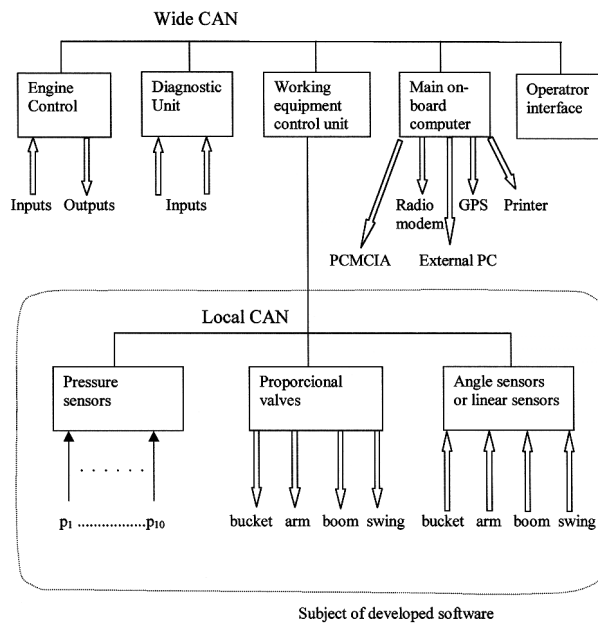 Wide CAN
Engine
Control
Diagnostic
Unit
Working
equipment
control unit
Main on-
board
computer
Operatror
interface
Inputs
Outputs
Inputs
Radio
modem
GPS
Printer
PCMCIA
External PC
Local CAN
Pressure
sensors
Proporcional
valves
Angle sensors
or linear sensors
. . . . . .
p₁ ................p₁₀
bucket arm boom swing
bucket arm boom swing
Subject of developed software